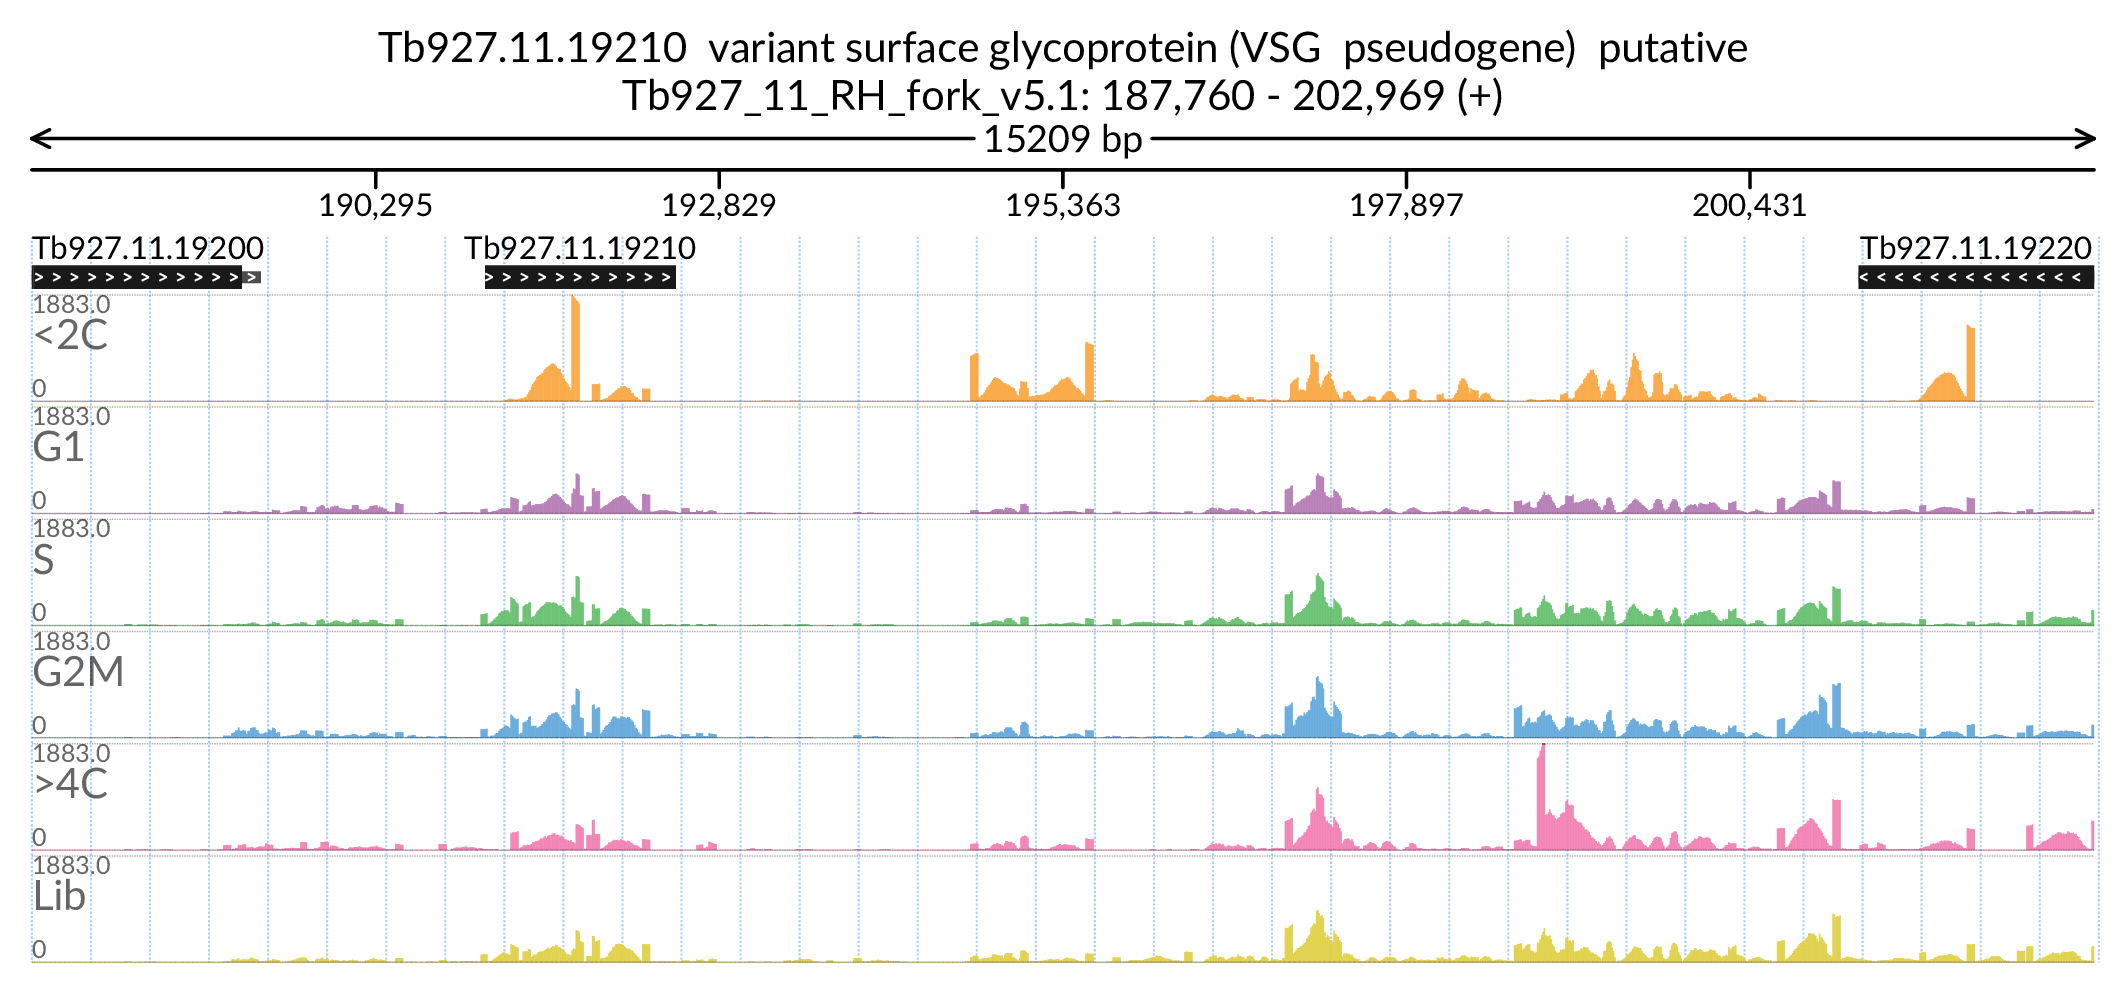 Tb927.11.19210  variant surface glycoprotein (VSG  pseudogene)  putative
Tb927_11_RH_fork_v5.1: 187,760 - 202,969 (+)
15209 bp
190,295 192,829 195,363 197,897 200,431
Tb927.11.19200 Tb927.11.19210 Tb927.11.19220
1883.0
<2C
0
1883.0
G1
0
1883.0
S
0
1883.0
G2M
0
1883.0
>4C
0
1883.0
Lib
0